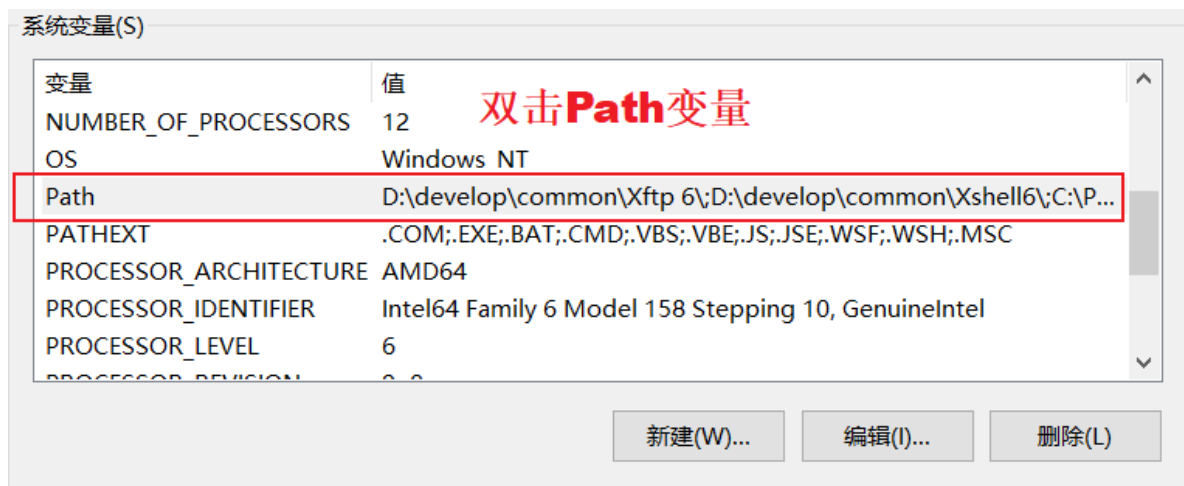 系统变量(S)
变量 值
双击Path变量
NUMBER_OF_PROCESSORS 12
OS Windows_NT
Path D:\develop\common\Xftp 6\;D:\develop\common\Xshell6\;C:\P...
PATHEXT .COM;.EXE;.BAT;.CMD;.VBS;.VBE;.JS;.JSE;.WSF;.WSH;.MSC
PROCESSOR_ARCHITECTURE AMD64
PROCESSOR_IDENTIFIER Intel64 Family 6 Model 158 Stepping 10, GenuineIntel
PROCESSOR_LEVEL 6
新建(W)... 编辑(I)... 删除(L)